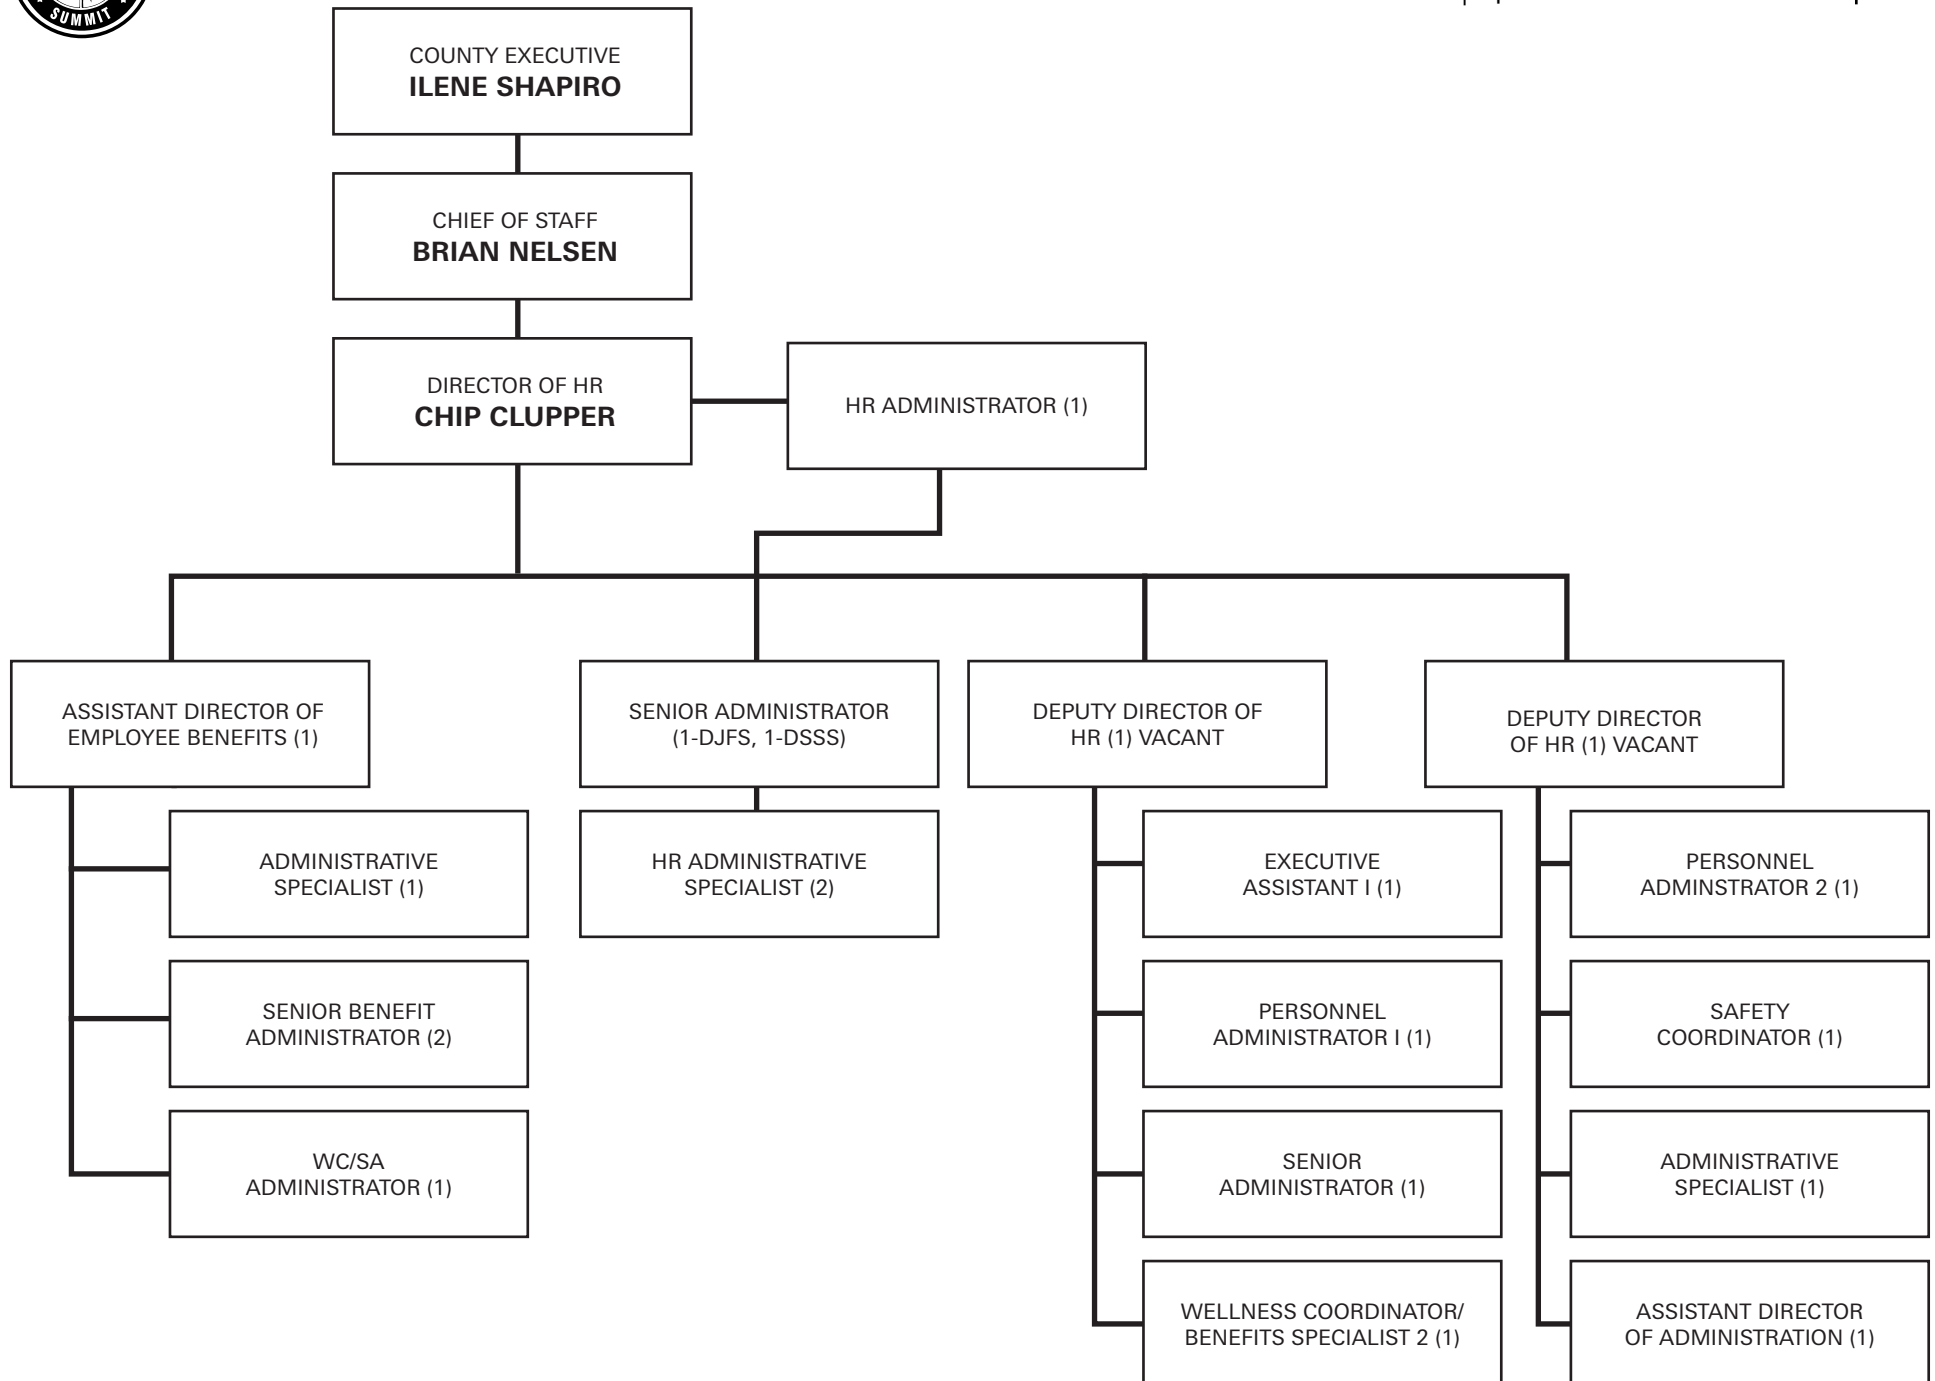 SUMMIT
COUNTY EXECUTIVE
ILENE SHAPIRO
CHIEF OF STAFF
BRIAN NELSEN
DIRECTOR OF HR
CHIP CLUPPER
HR ADMINISTRATOR (1)
ASSISTANT DIRECTOR OF
EMPLOYEE BENEFITS (1)
SENIOR ADMINISTRATOR
(1-DJFS, 1-DSSS)
DEPUTY DIRECTOR OF
HR (1) VACANT
DEPUTY DIRECTOR
OF HR (1) VACANT
ADMINISTRATIVE
SPECIALIST (1)
HR ADMINISTRATIVE
SPECIALIST (2)
EXECUTIVE
ASSISTANT I (1)
PERSONNEL
ADMINSTRATOR 2 (1)
SENIOR BENEFIT
ADMINISTRATOR (2)
PERSONNEL
ADMINISTRATOR I (1)
SAFETY
COORDINATOR (1)
WC/SA
ADMINISTRATOR (1)
SENIOR
ADMINISTRATOR (1)
ADMINISTRATIVE
SPECIALIST (1)
WELLNESS COORDINATOR/
BENEFITS SPECIALIST 2 (1)
ASSISTANT DIRECTOR
OF ADMINISTRATION (1)